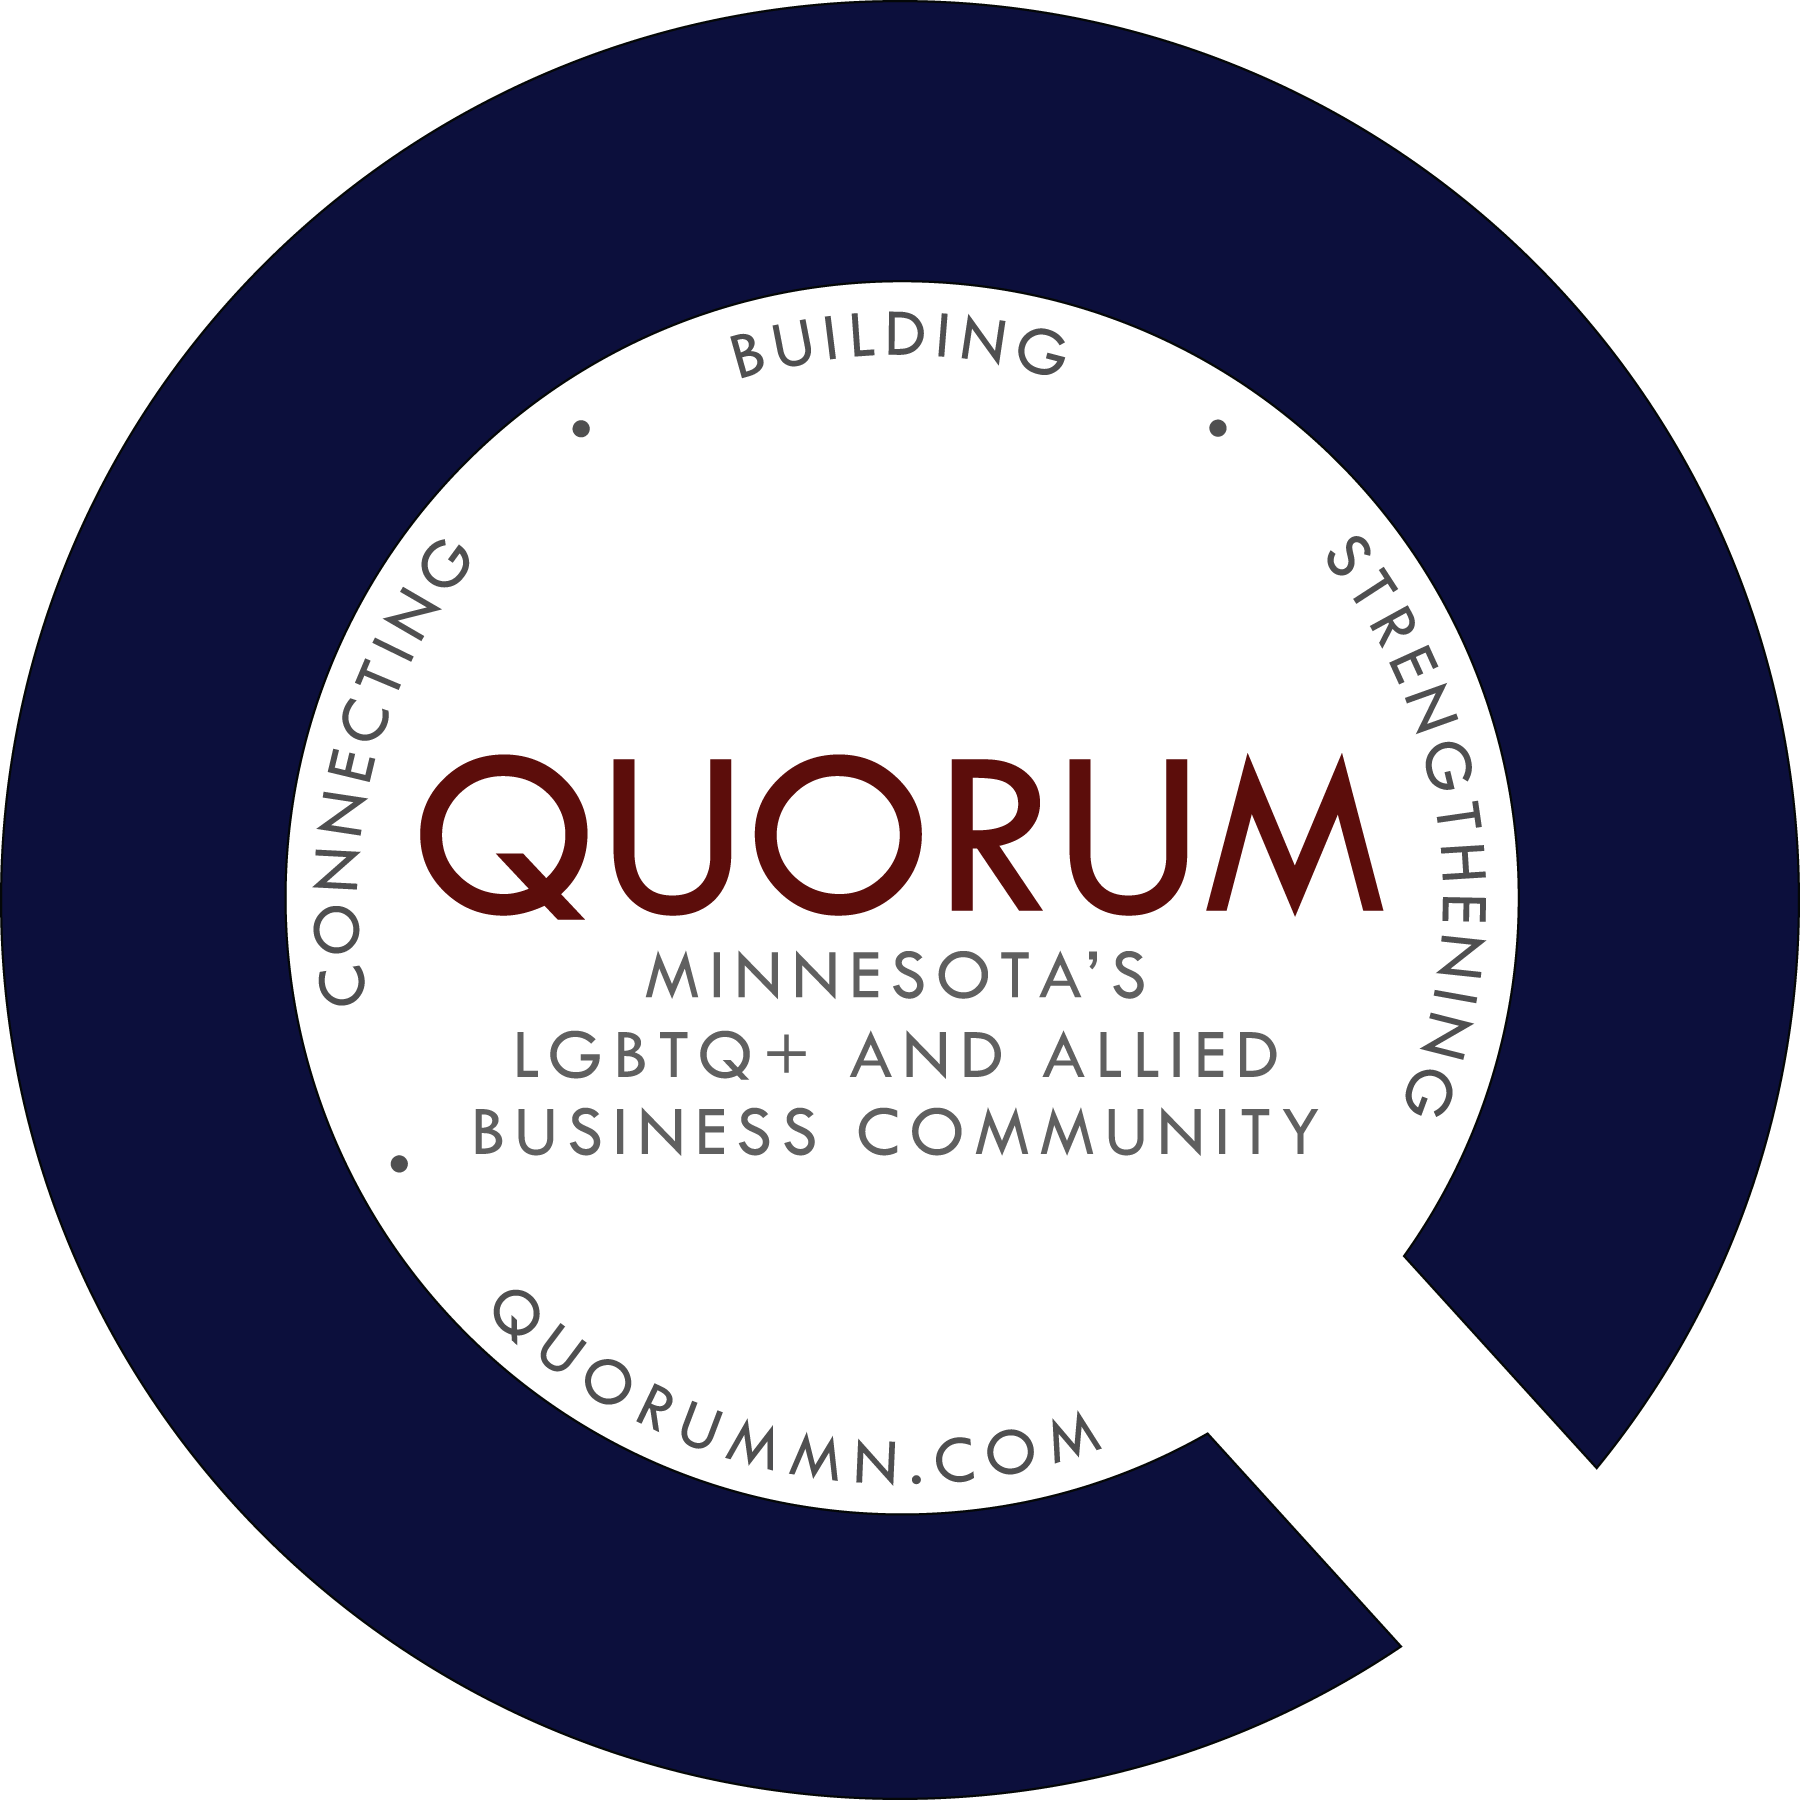 CONNECTING • BUILDING • STRENGTHENING
QUORUM
MINNESOTA'S
LGBTQ+ AND ALLIED
BUSINESS COMMUNITY
• QUORUMMN.COM